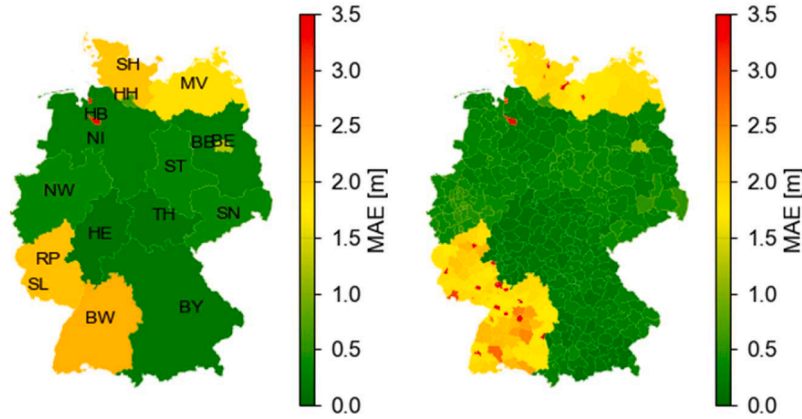 SH
MV
HH
HB
NI
BB BE
ST
NW
TH
SN
HE
RP
SL
BW
BY
3.5
3.0
2.5
2.0
1.5
1.0
0.5
0.0
MAE [m]
3.5
3.0
2.5
2.0
1.5
1.0
0.5
0.0
MAE [m]